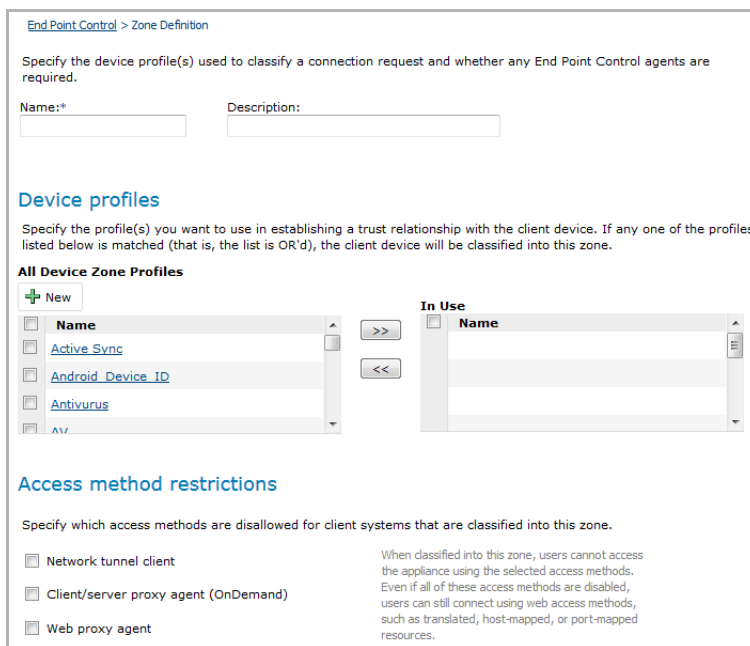 End Point Control > Zone Definition
Specify the device profile(s) used to classify a connection request and whether any End Point Control agents are
required.
Name:*
Description:
Device profiles
Specify the profile(s) you want to use in establishing a trust relationship with the client device. If any one of the profiles
listed below is matched (that is, the list is OR'd), the client device will be classified into this zone.
All Device Zone Profiles
New
Name
Active Sync
Android_Device_ID
Antivurus
AV
>>
<<
In Use
Name
Access method restrictions
Specify which access methods are disallowed for client systems that are classified into this zone.
Network tunnel client
Client/server proxy agent (OnDemand)
Web proxy agent
When classified into this zone, users cannot access
the appliance using the selected access methods.
Even if all of these access methods are disabled,
users can still connect using web access methods,
such as translated, host-mapped, or port-mapped
resources.